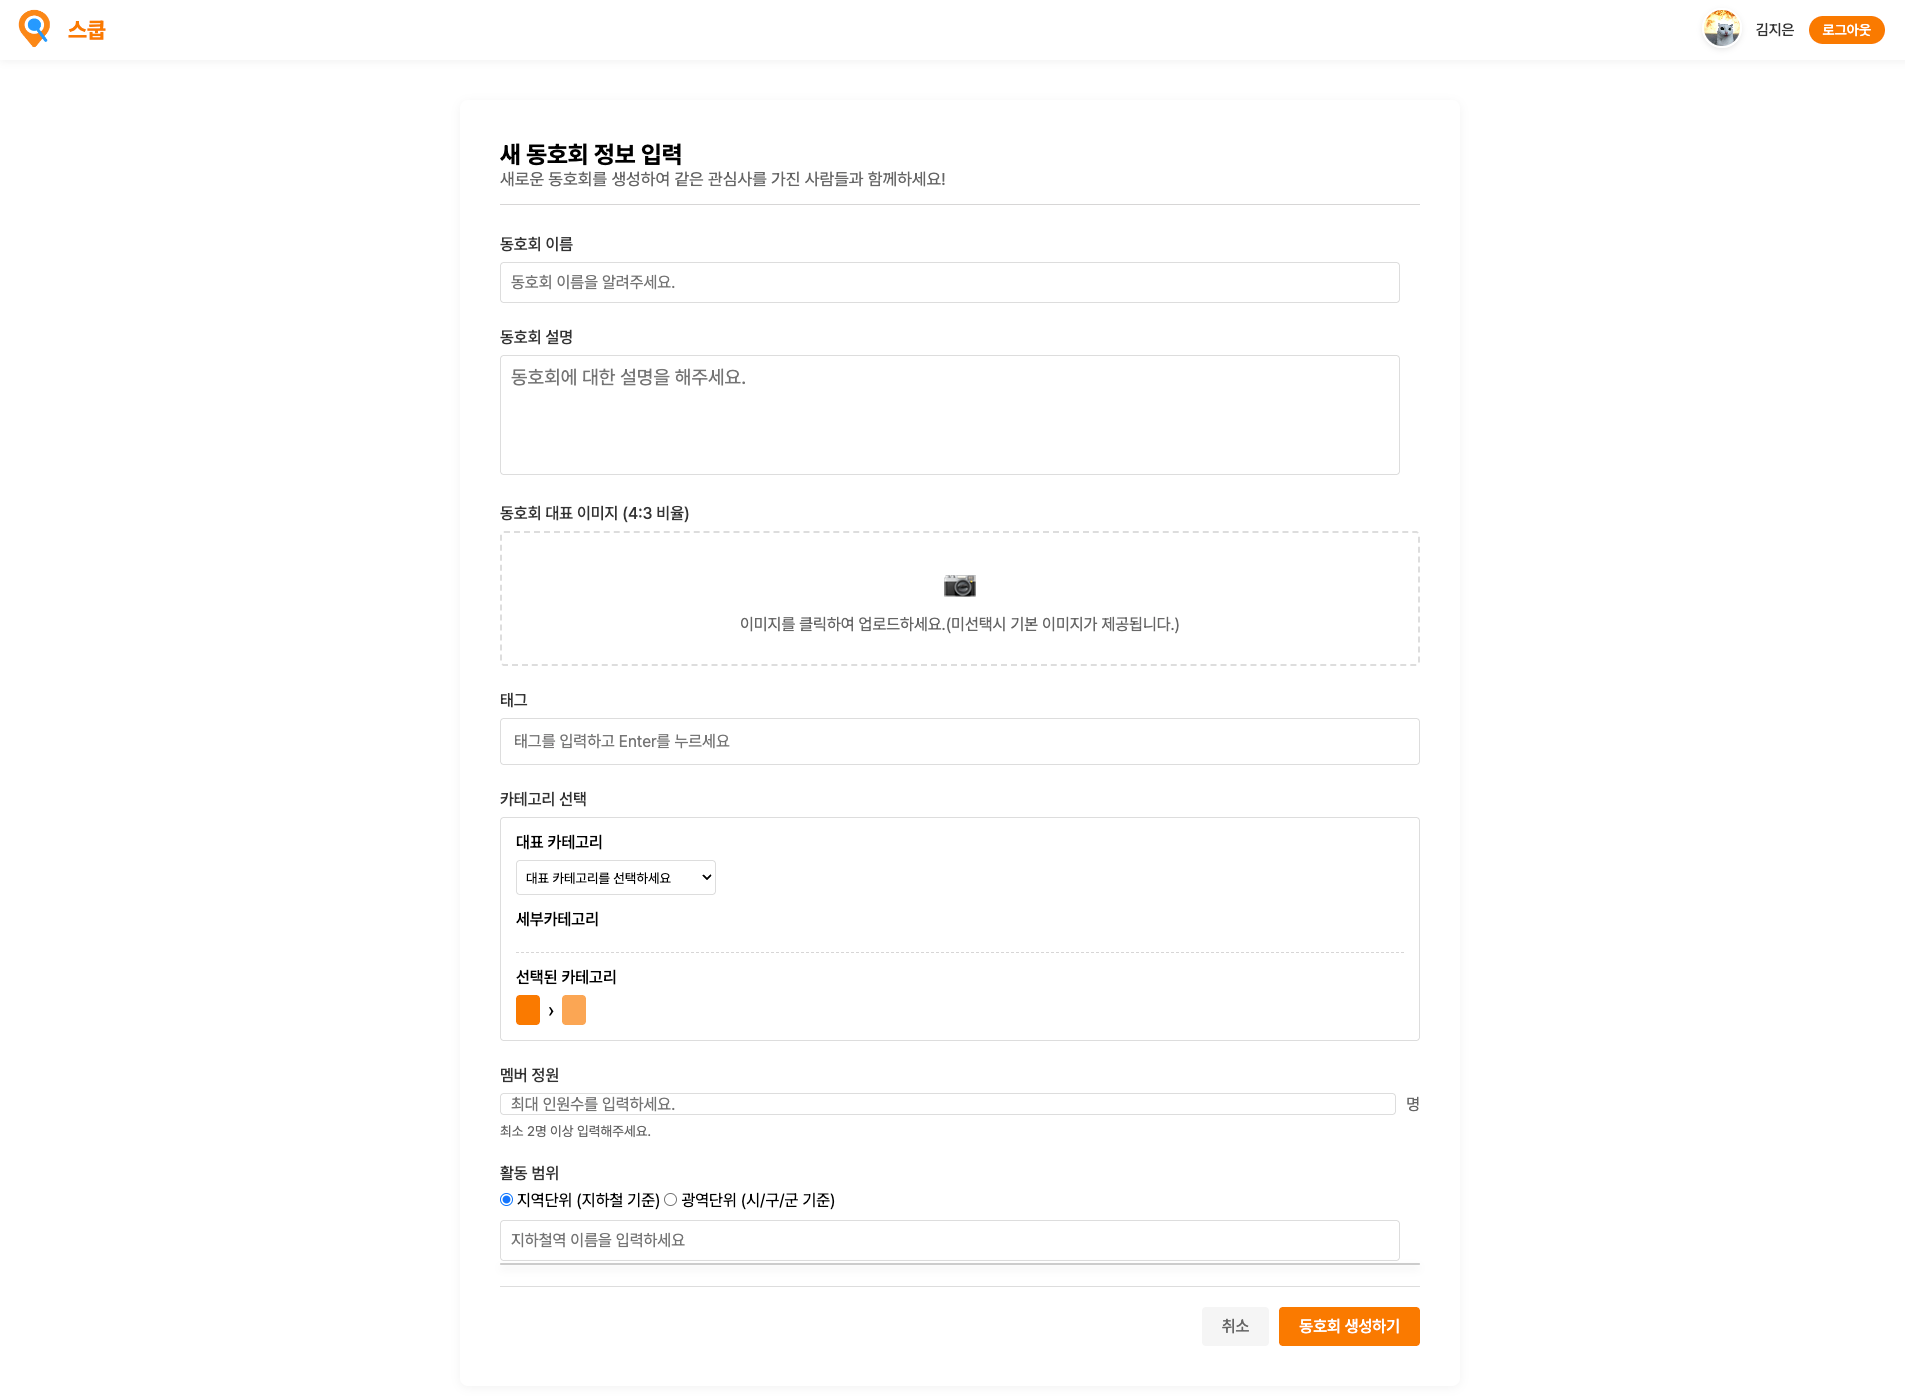 스쿱
김지은
로그아웃
새 동호회 정보 입력
새로운 동호회를 생성하여 같은 관심사를 가진 사람들과 함께하세요!
동호회 이름
동호회 이름을 알려주세요.
동호회 설명
동호회에 대한 설명을 해주세요.
동호회 대표 이미지 (4:3 비율)
이미지를 클릭하여 업로드하세요.(미선택시 기본 이미지가 제공됩니다.)
태그
태그를 입력하고 Enter를 누르세요
카테고리 선택
대표 카테고리
대표 카테고리를 선택하세요
세부카테고리
선택된 카테고리
›
멤버 정원
최대 인원수를 입력하세요.
명
최소 2명 이상 입력해주세요.
활동 범위
지역단위 (지하철 기준) 광역단위 (시/구/군 기준)
지하철역 이름을 입력하세요
취소
동호회 생성하기